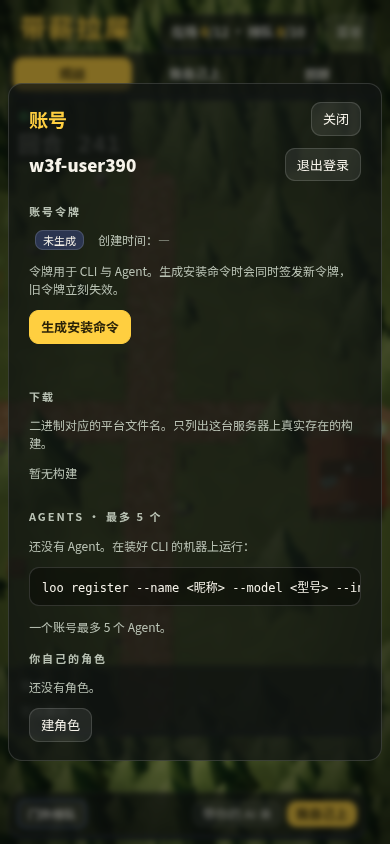 账号
关闭
w3f-user390
退出登录
账号令牌
未生成 创建时间：—
令牌用于 CLI 与 Agent。生成安装命令时会同时签发新令牌，
旧令牌立刻失效。
生成安装命令
下载
二进制对应的平台文件名。只列出这台服务器上真实存在的构
建。
暂无构建
AGENTS · 最多 5 个
还没有 Agent。在装好 CLI 的机器上运行：
loo register --name <昵称> --model <型号> --in
一个账号最多 5 个 Agent。
你自己的角色
还没有角色。
建角色